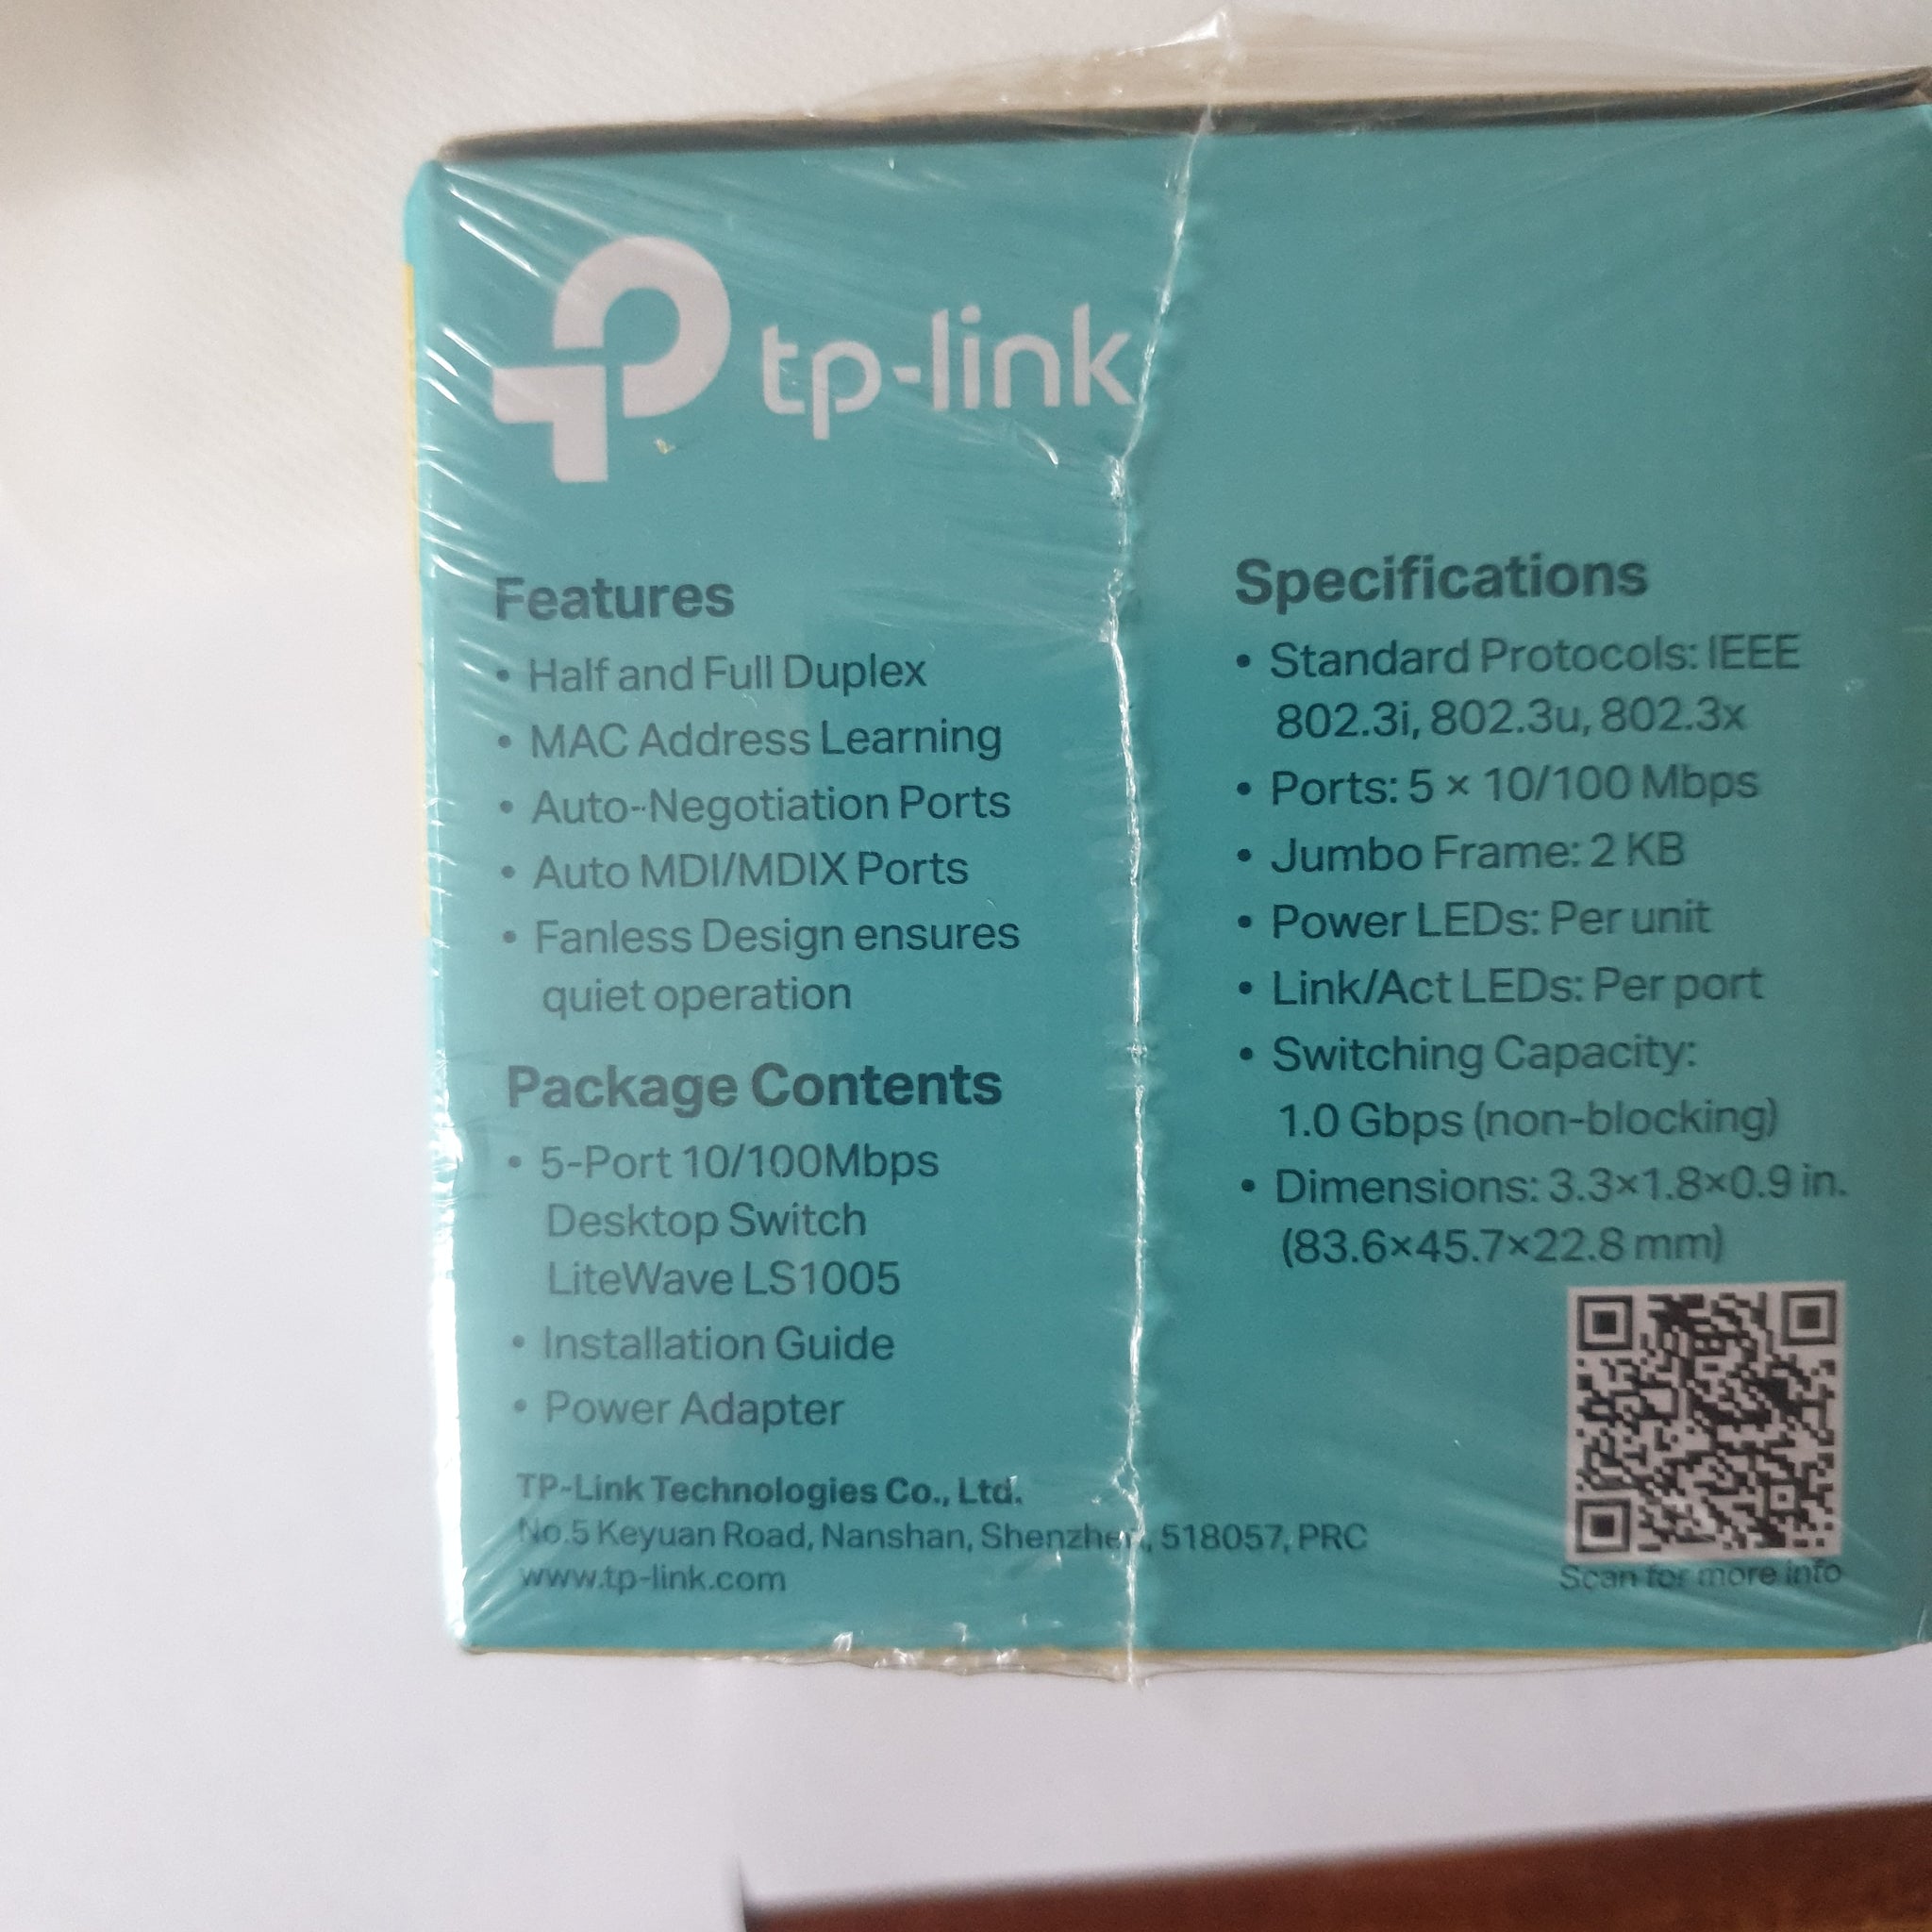 tp-link
Features
• Half and Full Duplex
• MAC Address Learning
• Auto-Negotiation Ports
• Auto MDI/MDIX Ports
• Fanless Design ensures
quiet operation
Package Contents
• 5-Port 10/100Mbps
Desktop Switch
LiteWave LS1005
• Installation Guide
• Power Adapter
TP-Link Technologies Co., Ltd.
No.5 Keyuan Road, Nanshan, Shenzhen, 518057, PRC
www.tp-link.com
Specifications
• Standard Protocols: IEEE
802.3i, 802.3u, 802.3x
• Ports: 5 × 10/100 Mbps
• Jumbo Frame: 2 KB
• Power LEDs: Per unit
• Link/Act LEDs: Per port
• Switching Capacity:
1.0 Gbps (non-blocking)
• Dimensions: 3.3×1.8×0.9 in.
(83.6×45.7×22.8 mm)
Scan for more info